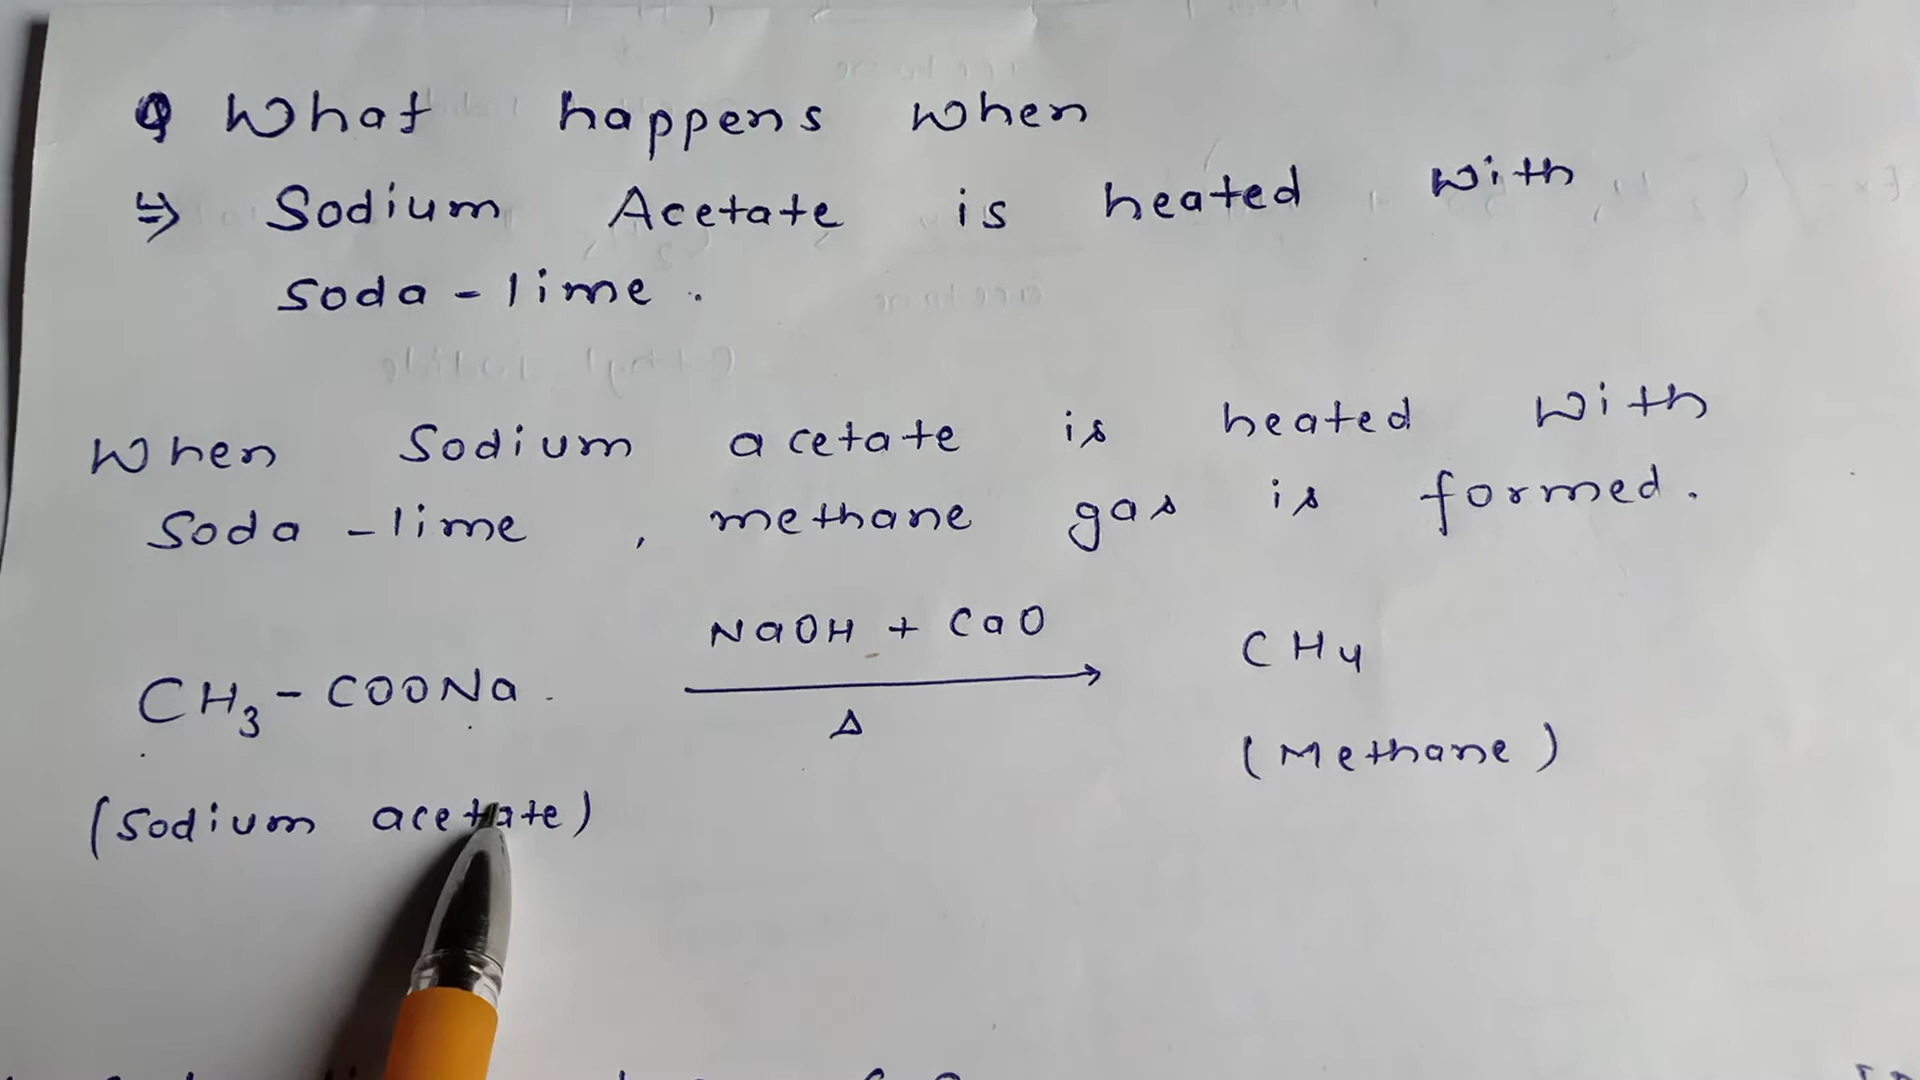 Q What happens when
⇒ Sodium Acetate is heated with
soda-lime.
When Sodium acetate is heated with
Soda-lime, methane gas is formed.
NaOH + CaO
CH₃-COONa ⟶ CH4
Δ
(Methane)
(Sodium acetate)